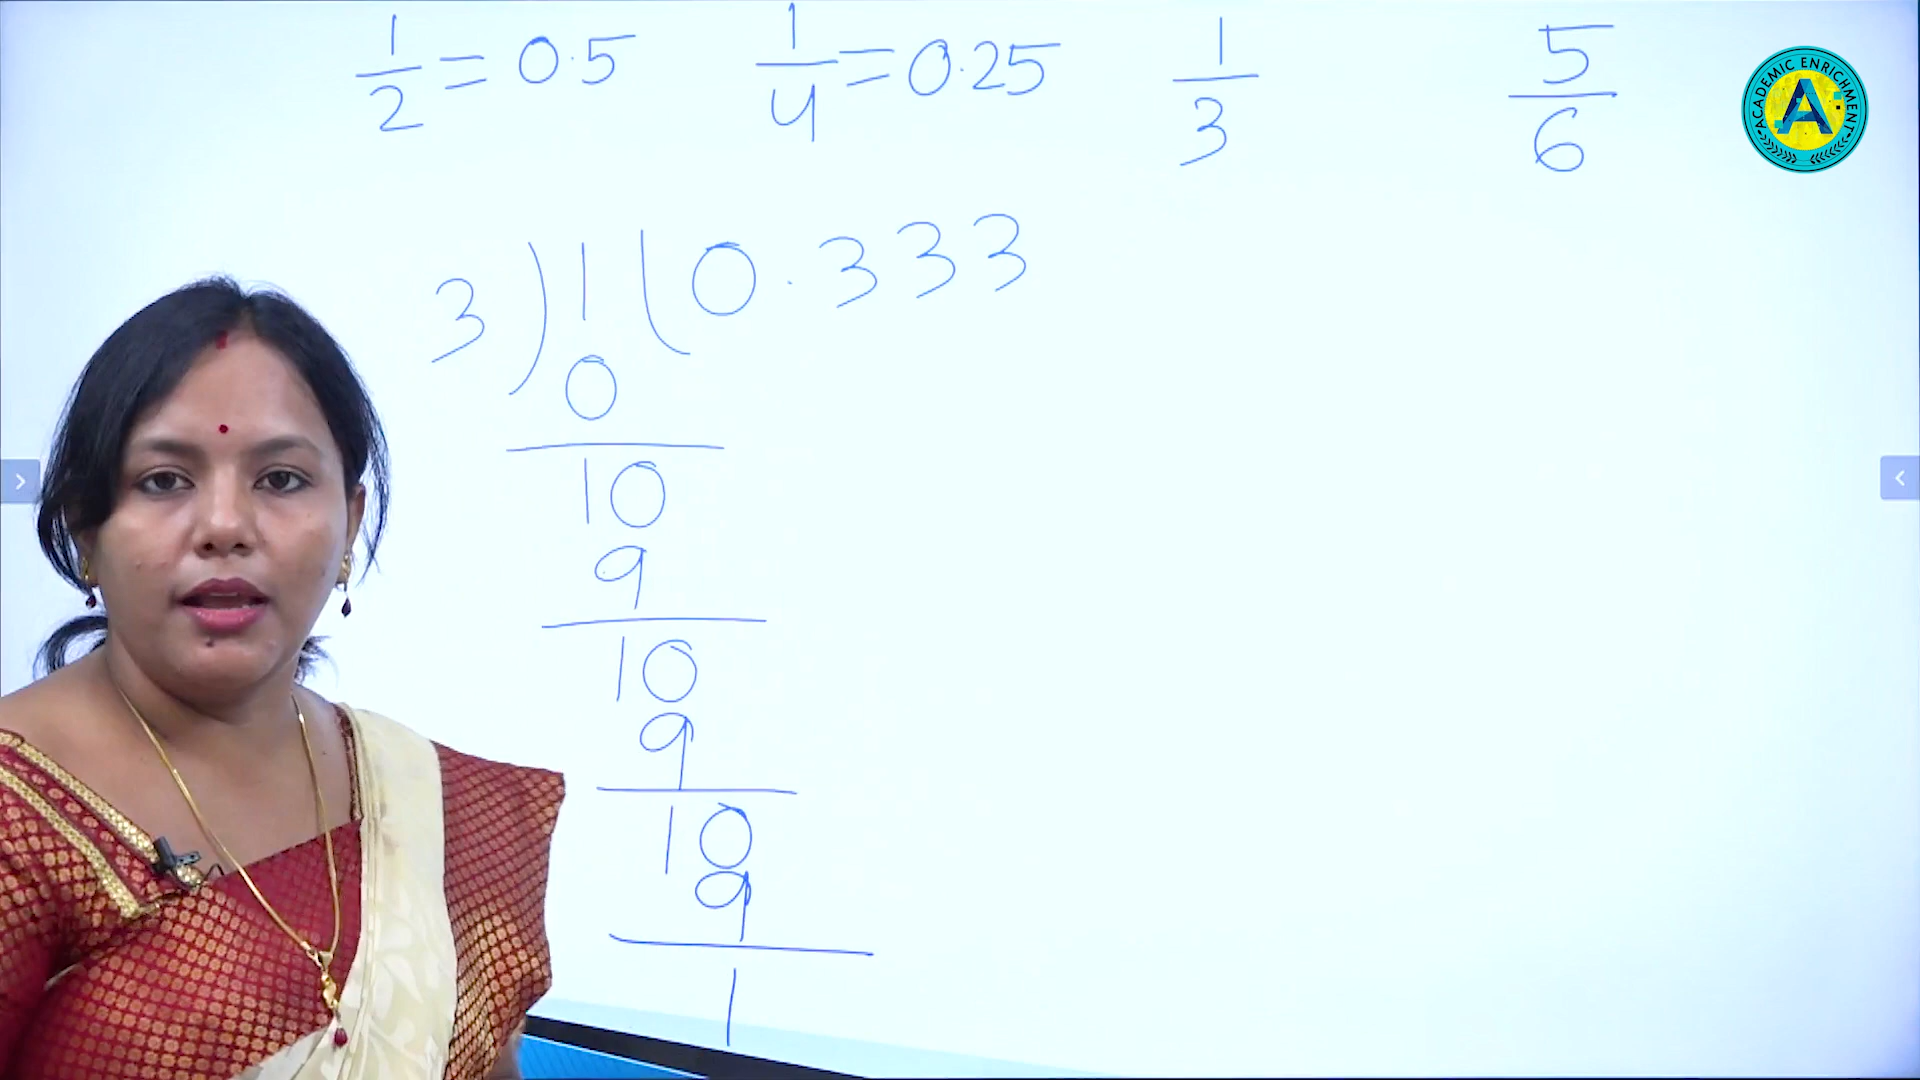 1/2 = 0.5 1/4 = 0.25 1/3 5/6
3 ) 1 ( 0.333
0
10
9
10
9
10
9
1
ACADEMIC ENRICHMENT
A